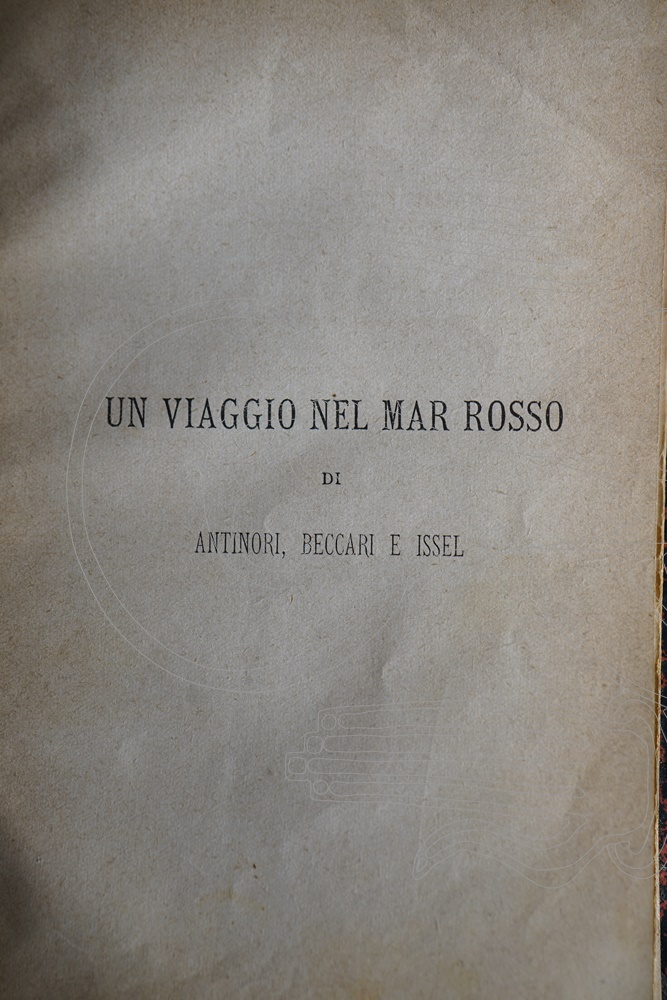 UN VIAGGIO NEL MAR ROSSO
DI
ANTINORI, BECCARI E ISSEL